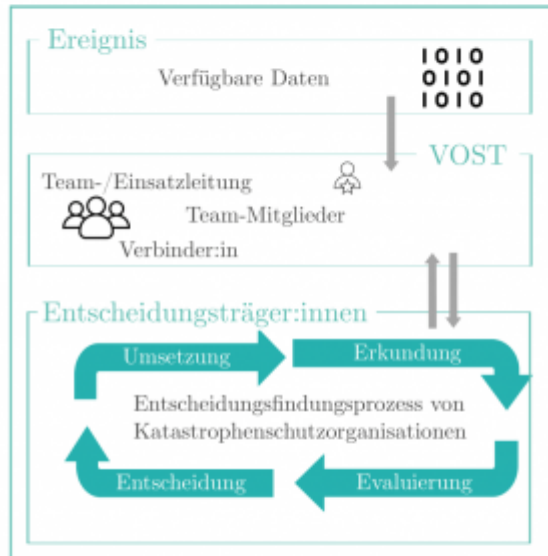 Ereignis
Verfügbare Daten
1010
0101
1010
VOST
Team-/Einsatzleitung
Team-Mitglieder
Verbinder:in
Entscheidungsträger:innen
Umsetzung
Erkundung
Entscheidungsfindungsprozess von
Katastrophenschutzorganisationen
Entscheidung
Evaluierung